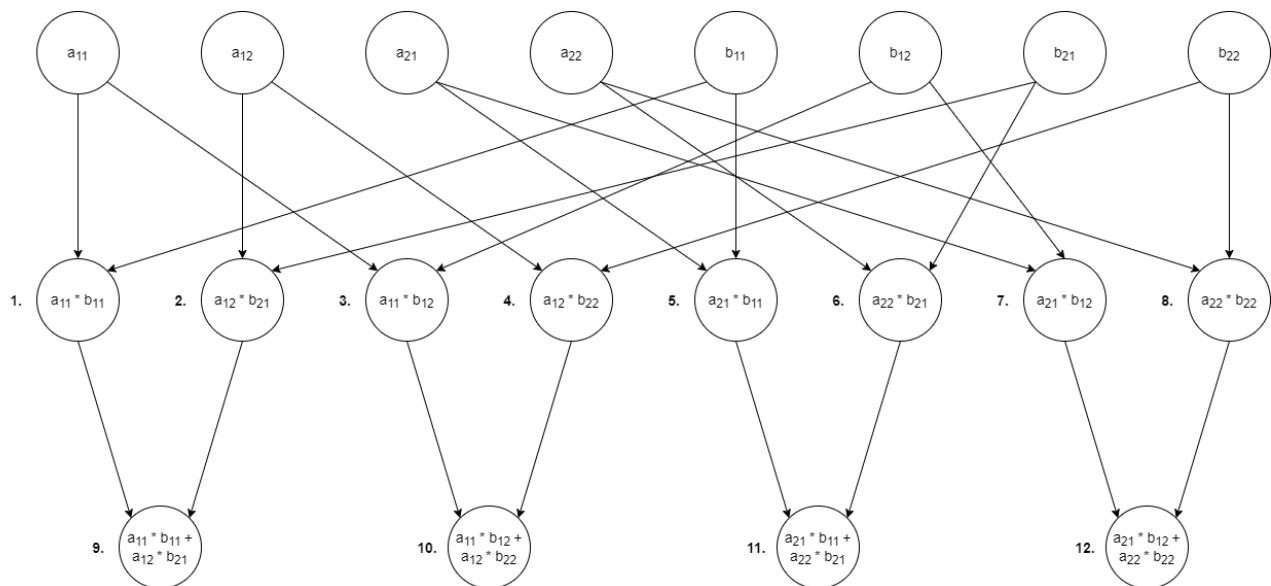 a11 a12 a21 a22 b11 b12 b21 b22
1. a11 * b11 2. a12 * b21 3. a11 * b12 4. a12 * b22 5. a21 * b11 6. a22 * b21 7. a21 * b12 8. a22 * b22
9. a11 * b11 +
a12 * b21
10. a11 * b12 +
a12 * b22
11. a21 * b11 +
a22 * b21
12. a21 * b12 +
a22 * b22